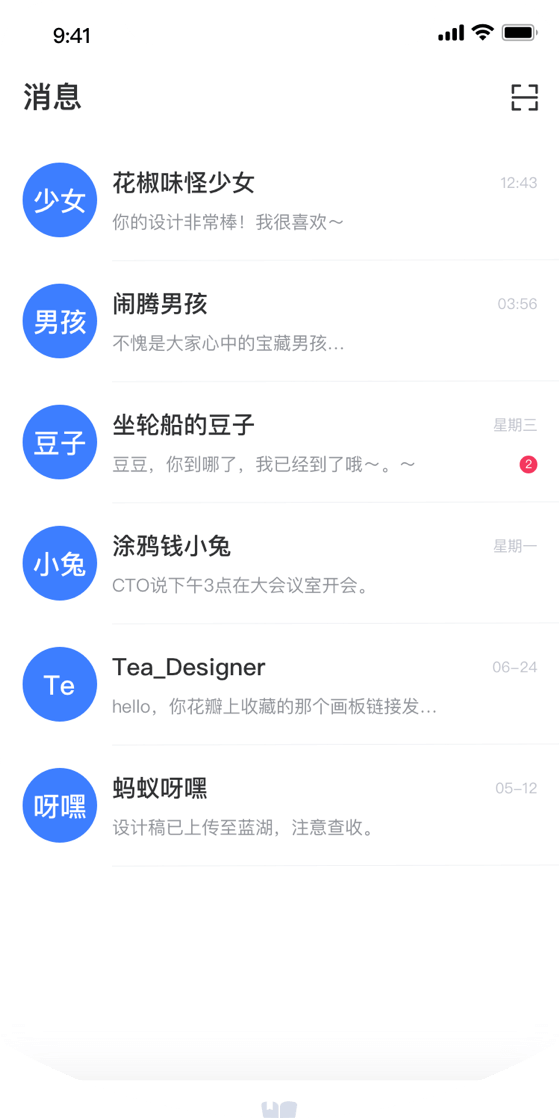 9:41
消息
少女
花椒味怪少女
12:43
你的设计非常棒！我很喜欢～
男孩
闹腾男孩
03:56
不愧是大家心中的宝藏男孩...
豆子
坐轮船的豆子
星期三
豆豆，你到哪了，我已经到了哦～。～
2
小兔
涂鸦钱小兔
星期一
CTO说下午3点在大会议室开会。
Te
Tea_Designer
06-24
hello，你花瓣上收藏的那个画板链接发...
呀嘿
蚂蚁呀嘿
05-12
设计稿已上传至蓝湖，注意查收。